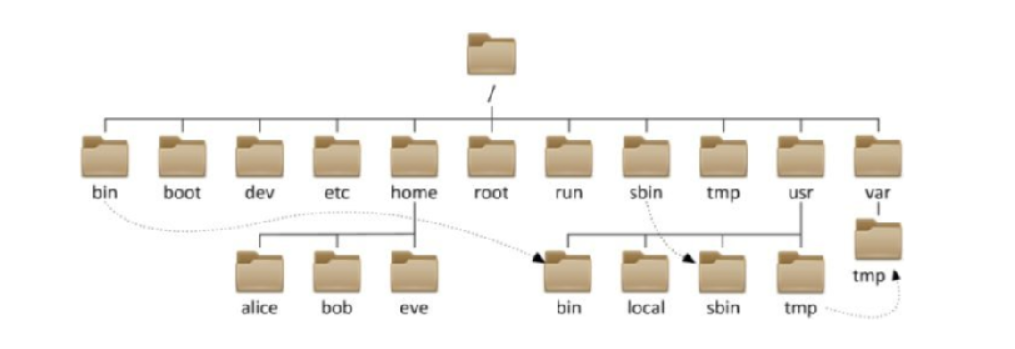 /
bin boot dev etc home root run sbin tmp usr var
tmp
alice bob eve bin local sbin tmp